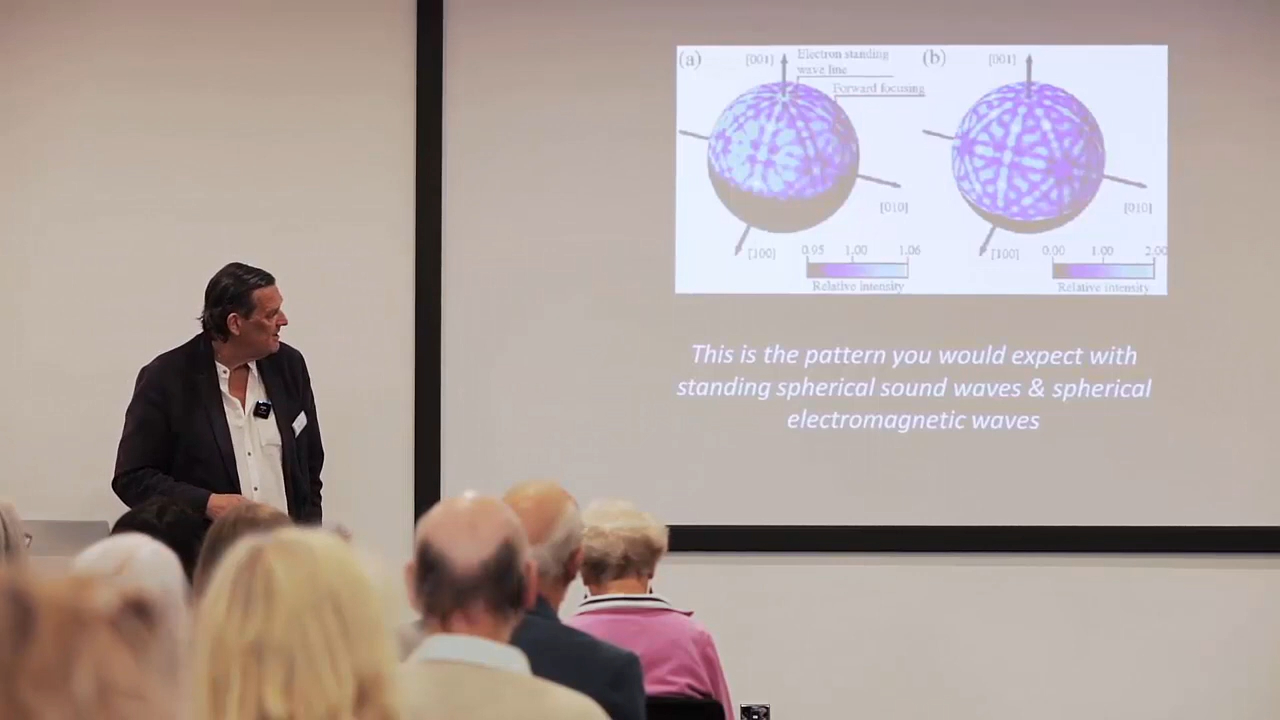 (a)
[001]
Electron standing
wave line
Forward focusing
[010]
[100]
0.95 1.00 1.06
Relative intensity
(b)
[001]
[010]
[100]
0.00 1.00 2.00
Relative intensity
This is the pattern you would expect with
standing spherical sound waves & spherical
electromagnetic waves